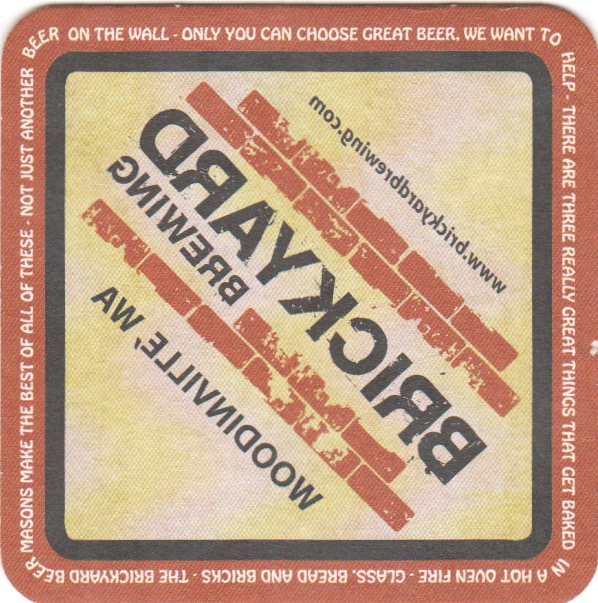 BEER ON THE WALL - ONLY YOU CAN CHOOSE GREAT BEER, WE WANT TO
HELP - THERE ARE THREE REALLY GREAT THINGS THAT GET BAKED
IN A HOT OVEN FIRE - GLASS, BREAD AND BRICKS - THE BRICKYARD BEER
MASONS MAKE THE BEST OF ALL OF THESE - NOT JUST ANOTHER
www.brickyardbrewing.com
BRICKYARD
BREWING
WOODINVILLE, WA